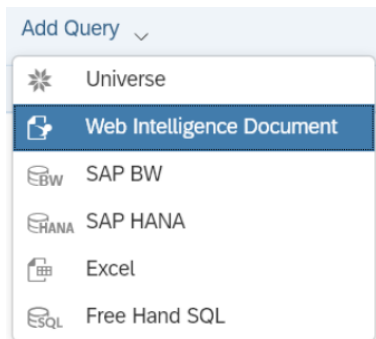 Add Query
Universe
Web Intelligence Document
BW SAP BW
HANA SAP HANA
Excel
SQL Free Hand SQL